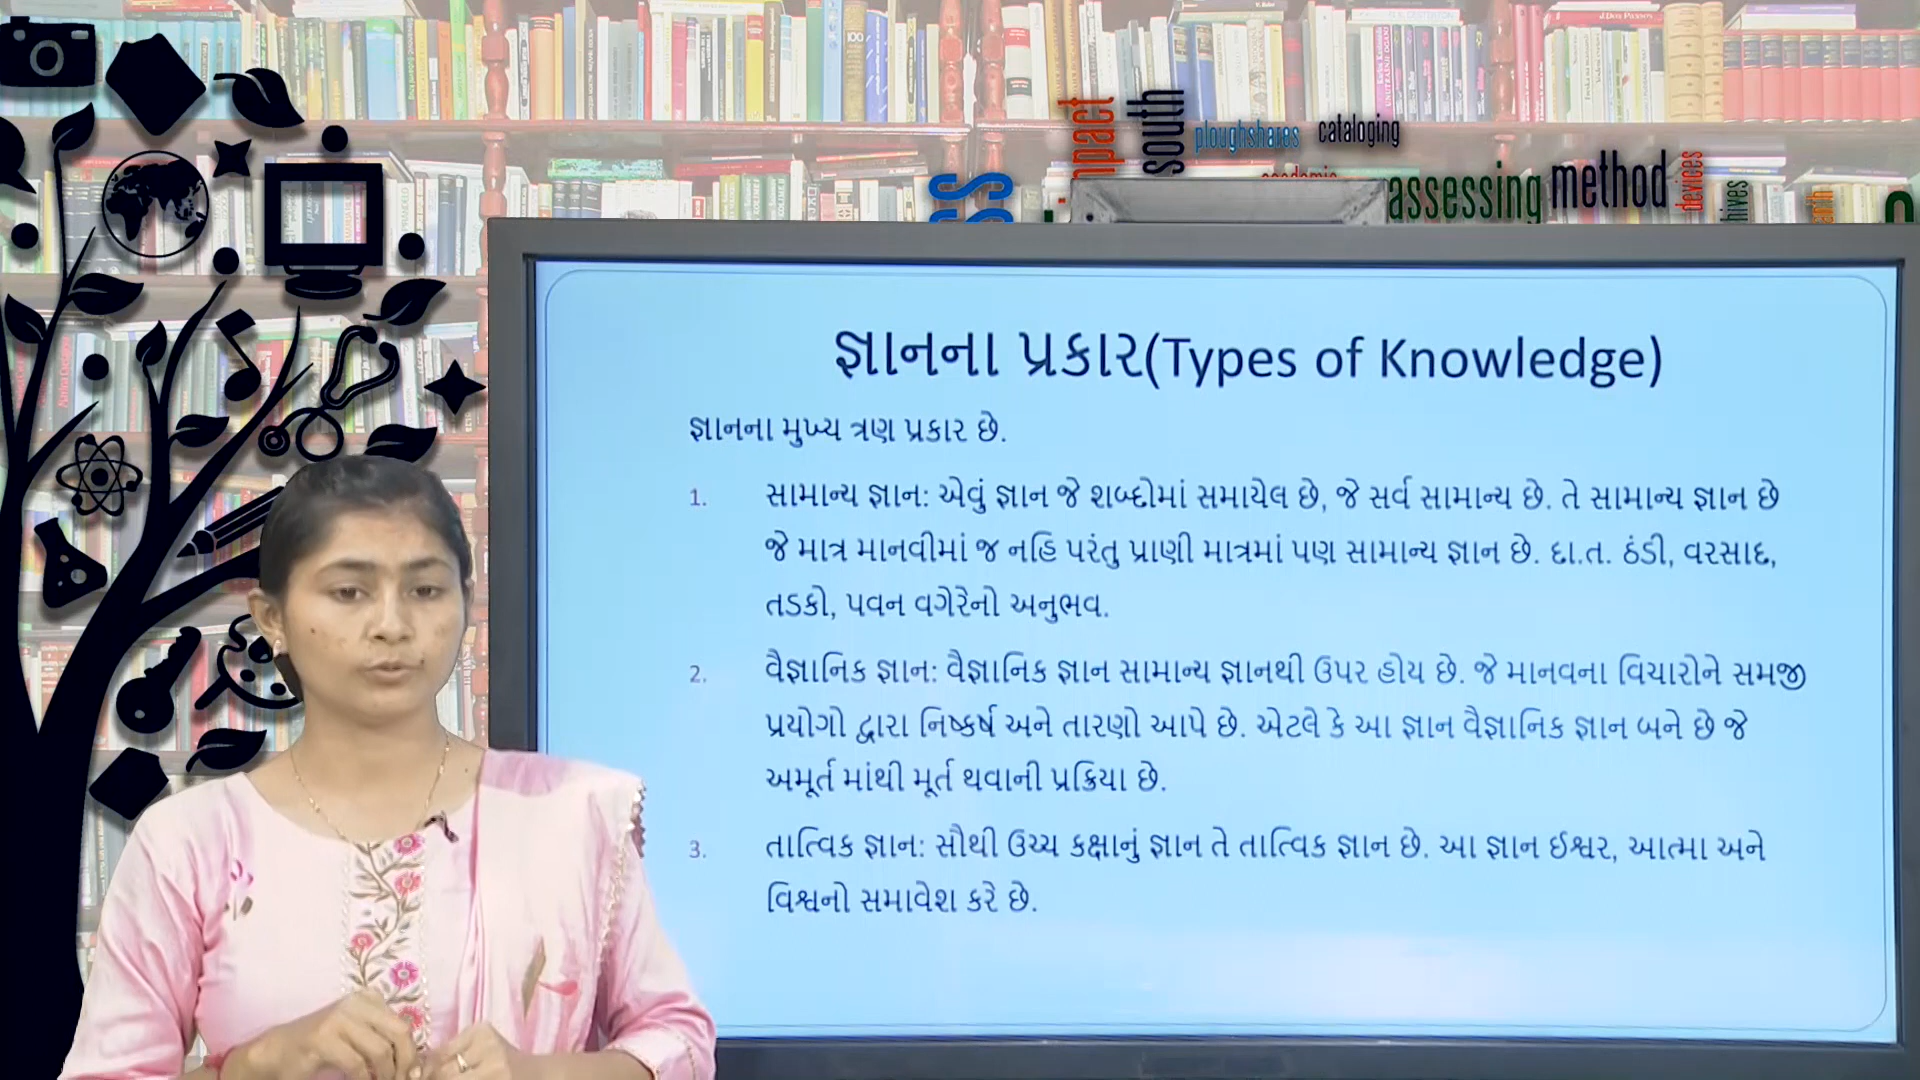 south
ploughshares
cataloging
assessing
method
devices
જ્ઞાનના પ્રકાર(Types of Knowledge)
જ્ઞાનના મુખ્ય ત્રણ પ્રકાર છે.
1. સામાન્ય જ્ઞાન: એવું જ્ઞાન જે શબ્દોમાં સમાયેલ છે, જે સર્વ સામાન્ય છે. તે સામાન્ય જ્ઞાન છે
જે માત્ર માનવીમાં જ નહિ પરંતુ પ્રાણી માત્રમાં પણ સામાન્ય જ્ઞાન છે. દા.ત. ઠંડી, વરસાદ,
તડકો, પવન વગેરેનો અનુભવ.
2. વૈજ્ઞાનિક જ્ઞાન: વૈજ્ઞાનિક જ્ઞાન સામાન્ય જ્ઞાનથી ઉપર હોય છે. જે માનવના વિચારોને સમજી
પ્રયોગો દ્વારા નિષ્કર્ષ અને તારણો આપે છે. એટલે કે આ જ્ઞાન વૈજ્ઞાનિક જ્ઞાન બને છે જે
અમૂર્ત માંથી મૂર્ત થવાની પ્રક્રિયા છે.
3. તાત્વિક જ્ઞાન: સૌથી ઉચ્ચ કક્ષાનું જ્ઞાન તે તાત્વિક જ્ઞાન છે. આ જ્ઞાન ઈશ્વર, આત્મા અને
વિશ્વનો સમાવેશ કરે છે.